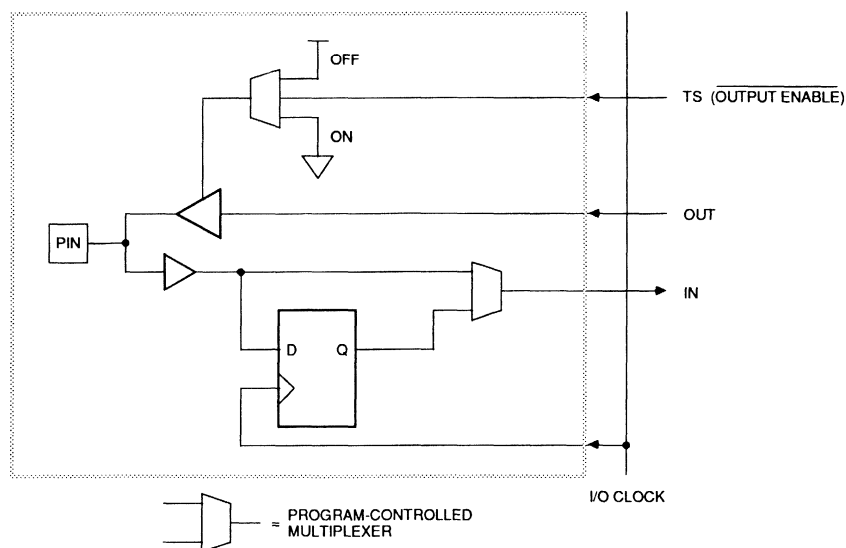 OFF
TS (OUTPUT ENABLE)
ON
OUT
PIN
IN
D Q
I/O CLOCK
= PROGRAM-CONTROLLED
MULTIPLEXER